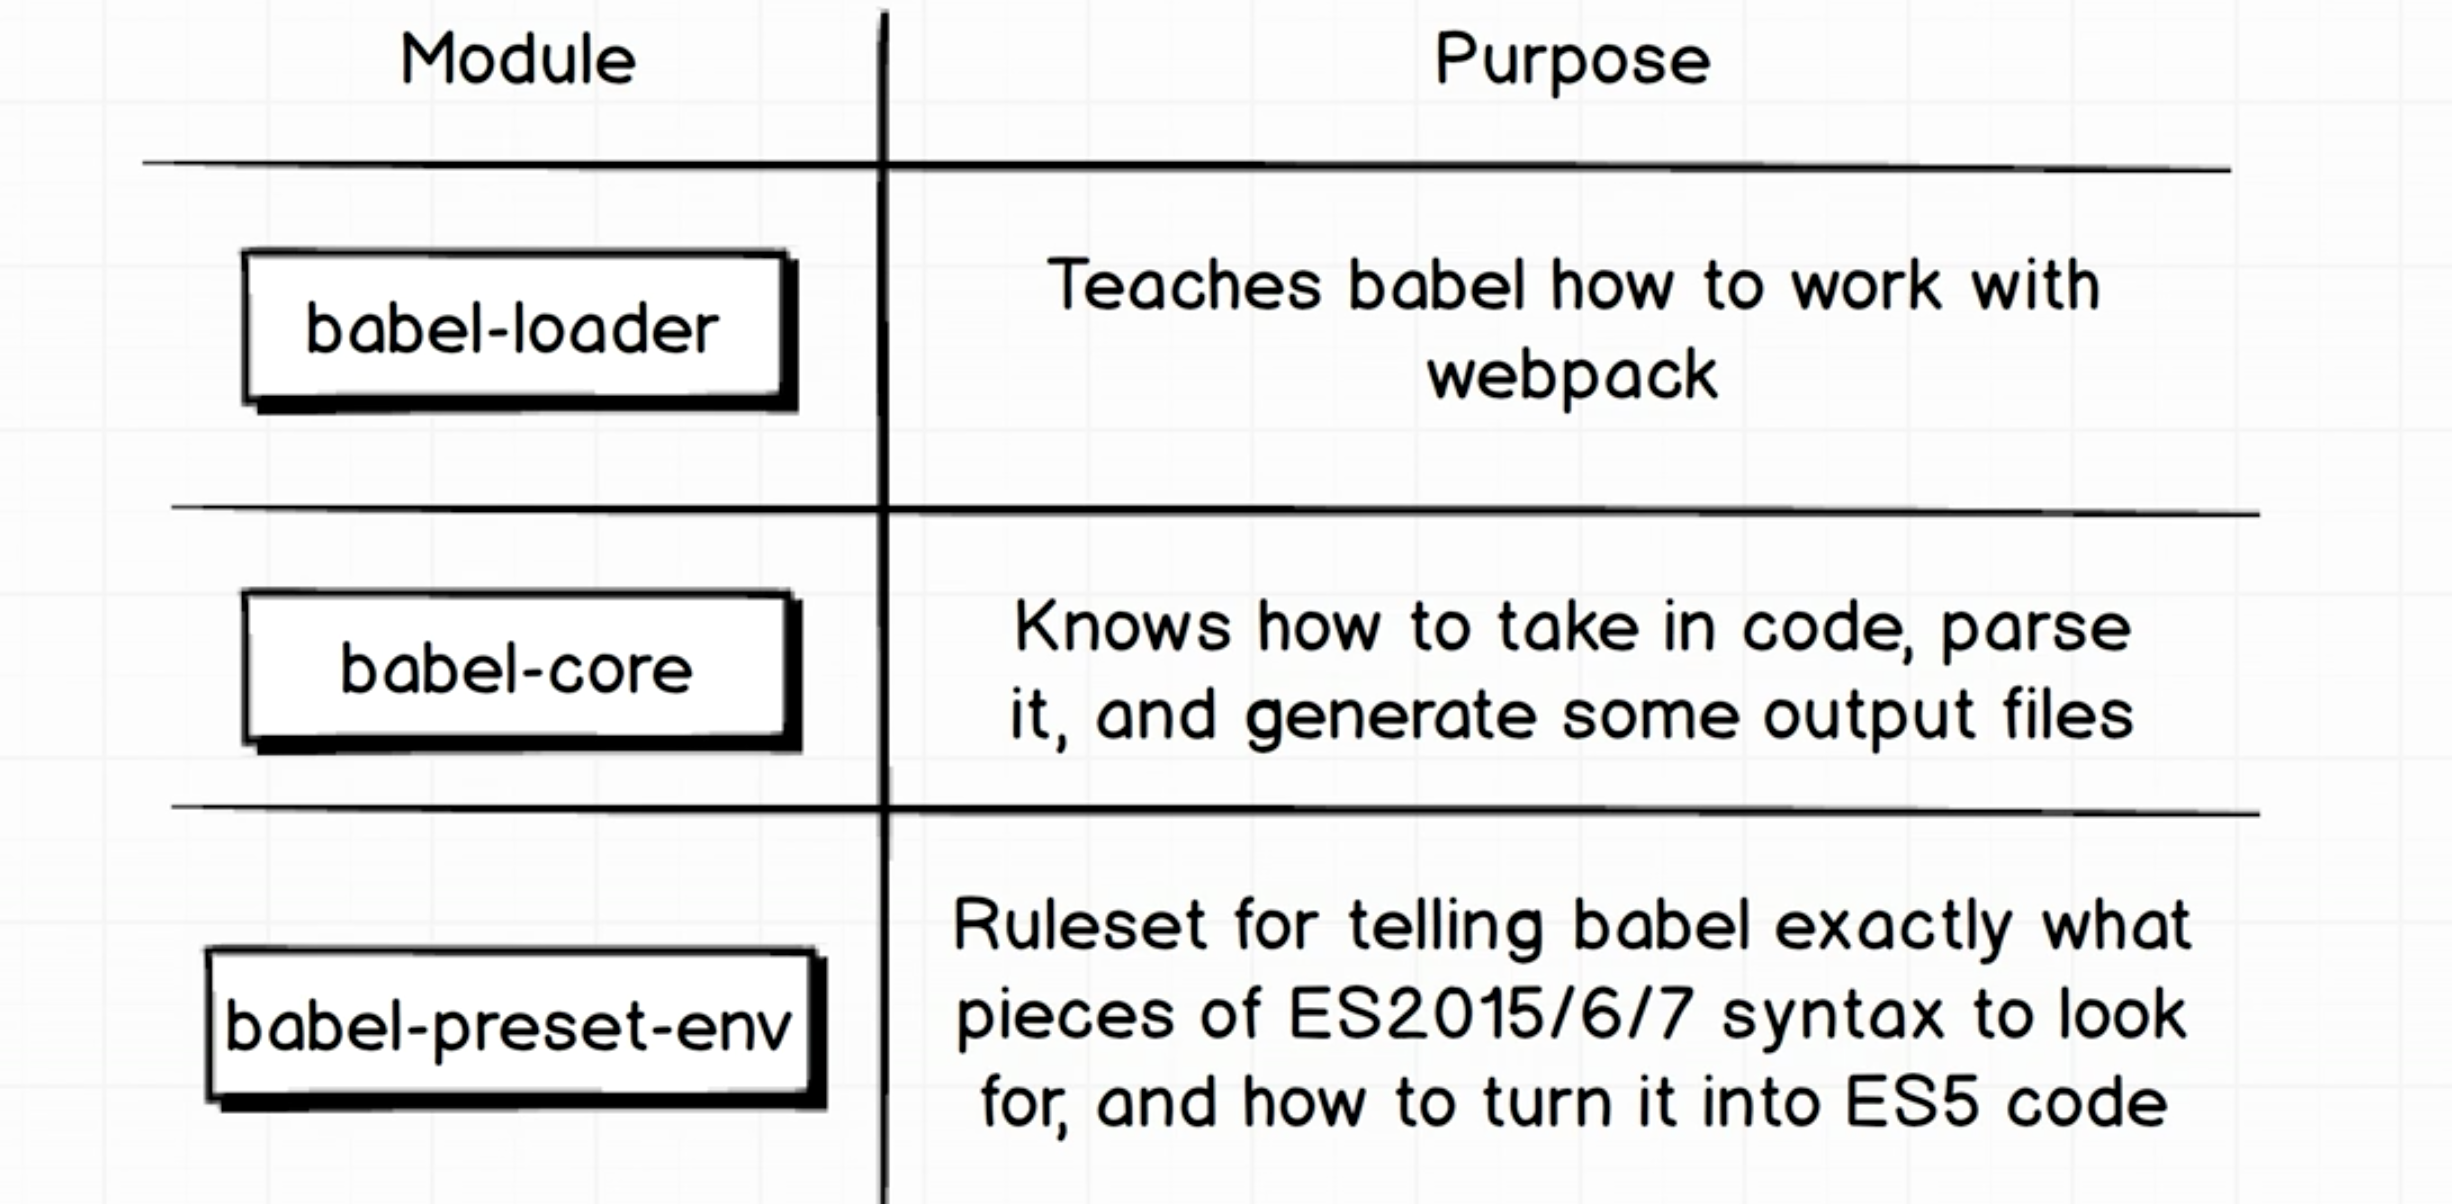 Module
Purpose
babel-loader
Teaches babel how to work with
webpack
babel-core
Knows how to take in code, parse
it, and generate some output files
babel-preset-env
Ruleset for telling babel exactly what
pieces of ES2015/6/7 syntax to look
for, and how to turn it into ES5 code